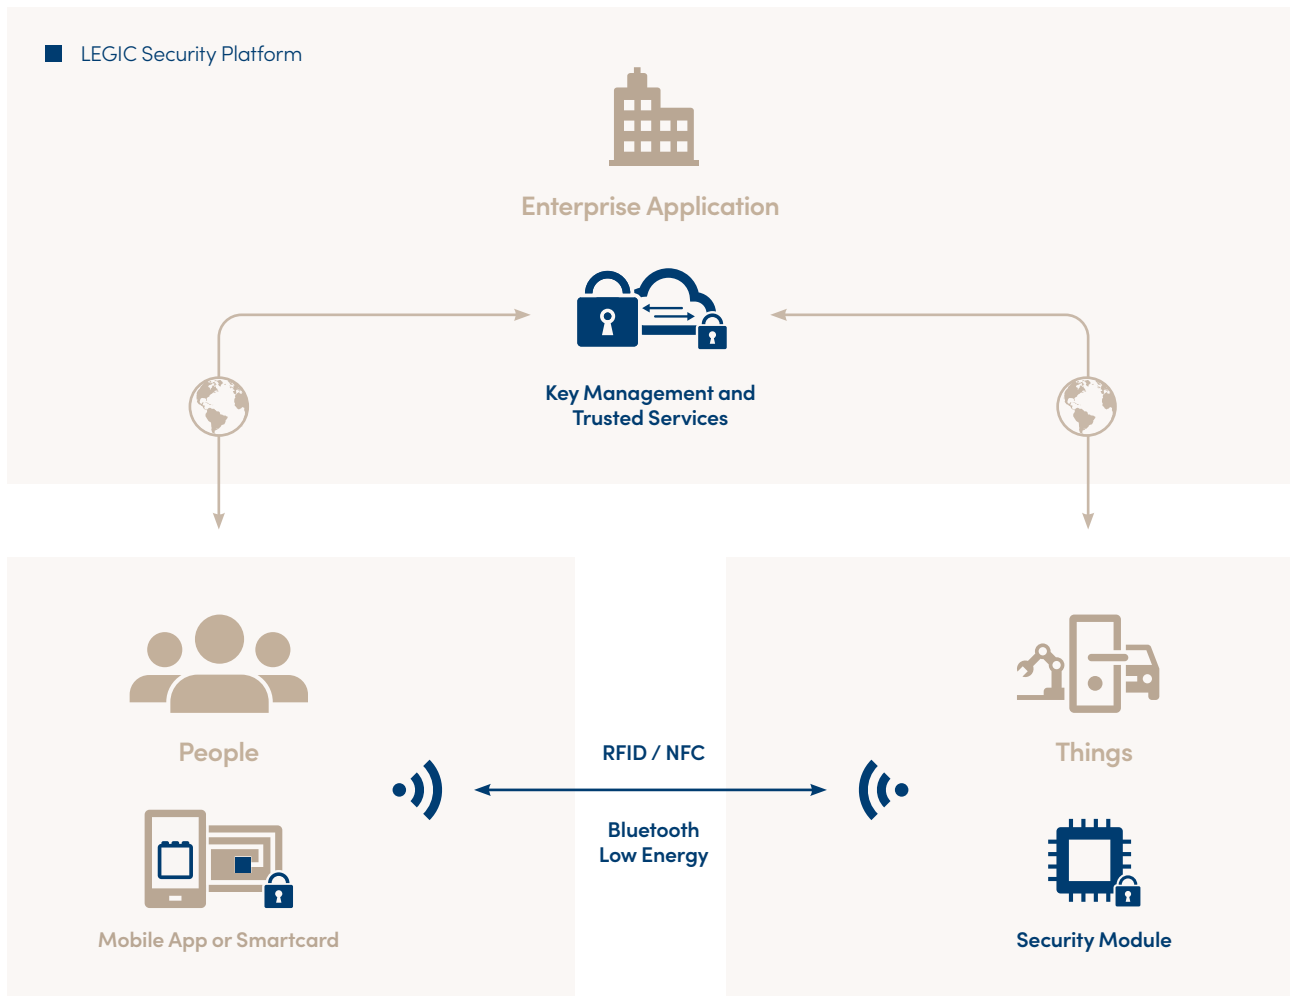 LEGIC Security Platform
Enterprise Application
Key Management and
Trusted Services
People
Things
RFID / NFC
Bluetooth
Low Energy
Mobile App or Smartcard
Security Module